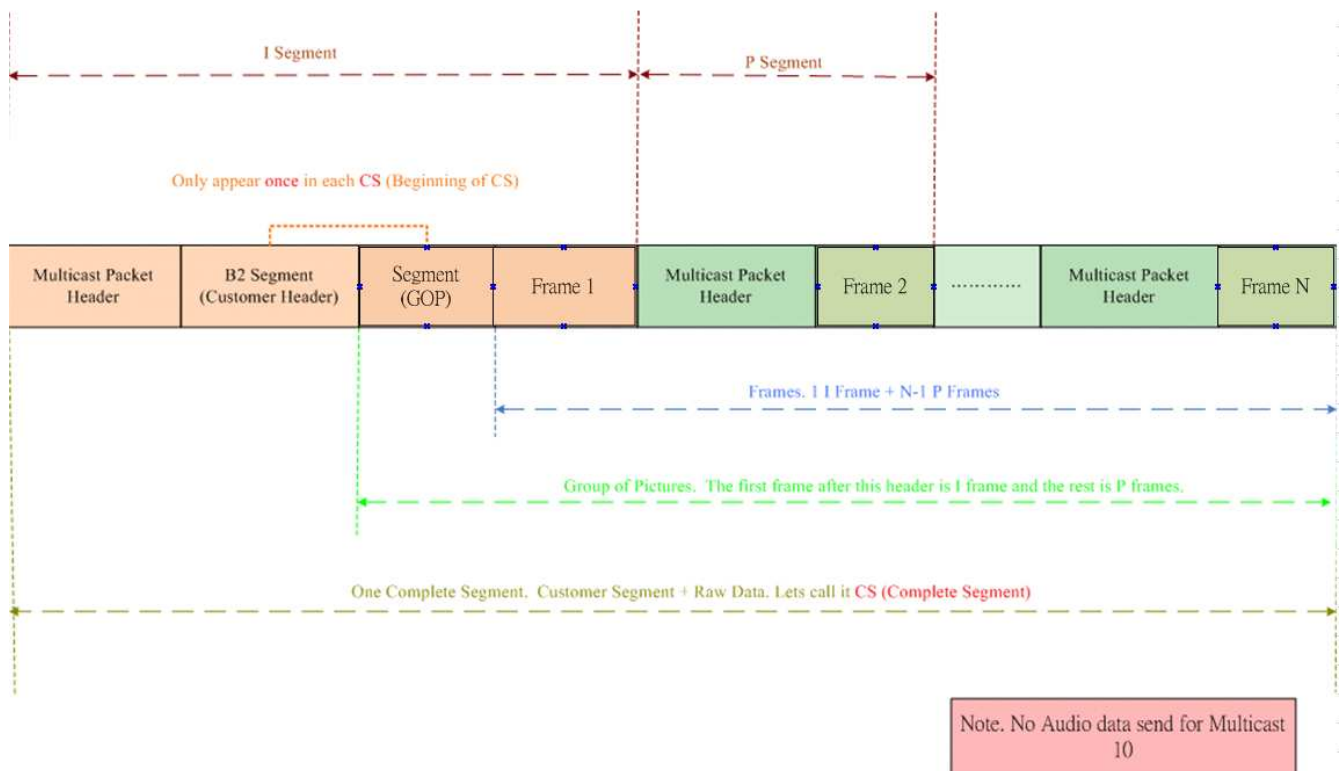 I Segment
P Segment
Only appear once in each CS (Beginning of CS)
Multicast Packet
Header
B2 Segment
(Customer Header)
Segment
(GOP)
Frame 1
Multicast Packet
Header
Frame 2
............
Multicast Packet
Header
Frame N
Frames. 1 I Frame + N-1 P Frames
Group of Pictures. The first frame after this header is I frame and the rest is P frames.
One Complete Segment. Customer Segment + Raw Data. Lets call it CS (Complete Segment)
Note. No Audio data send for Multicast
10